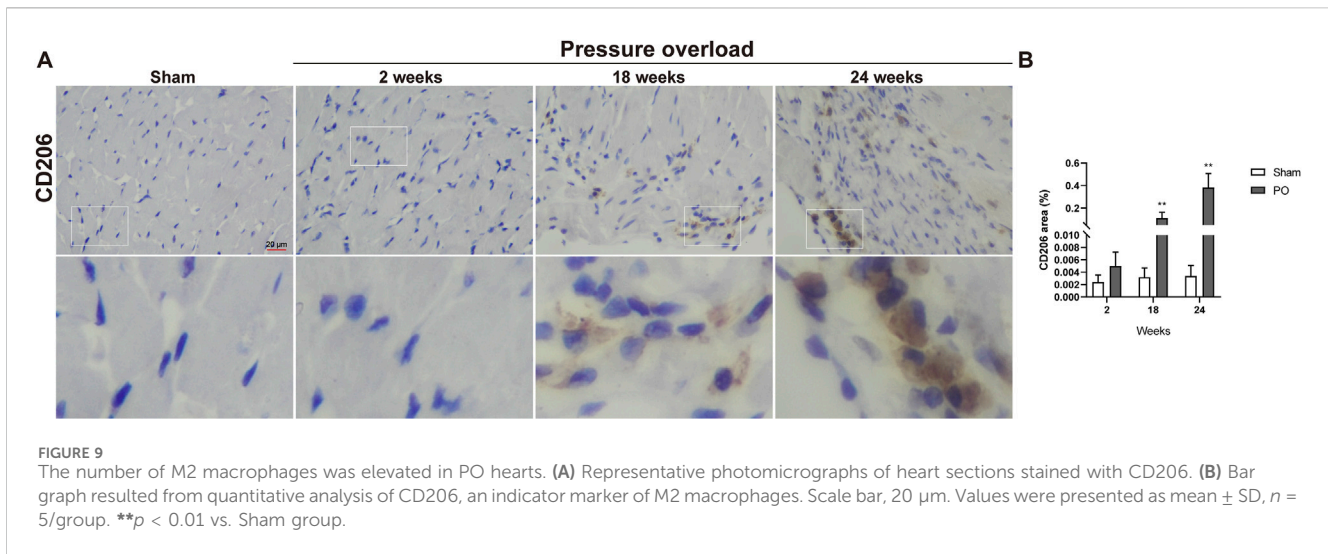 A
Pressure overload
B
Sham
2 weeks
18 weeks
24 weeks
CD206
20 µm
CD206 area (%)
0.6
0.4
0.2
0.010
0.008
0.006
0.004
0.002
0.000
**
**
Sham
PO
2
18
24
Weeks
FIGURE 9
The number of M2 macrophages was elevated in PO hearts. (A) Representative photomicrographs of heart sections stained with CD206. (B) Bar
graph resulted from quantitative analysis of CD206, an indicator marker of M2 macrophages. Scale bar, 20 µm. Values were presented as mean ± SD, n =
5/group. **p < 0.01 vs. Sham group.